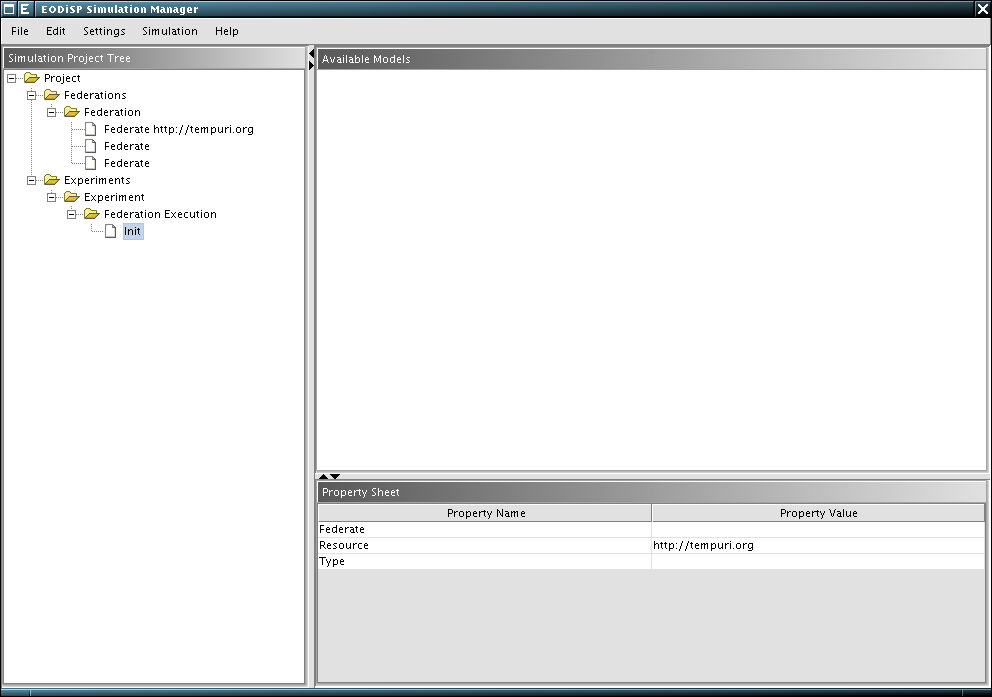 E EODiSP Simulation Manager
File Edit Settings Simulation Help
Simulation Project Tree
Project
Federations
Federation
Federate http://tempuri.org
Federate
Federate
Experiments
Experiment
Federation Execution
Init
Available Models
Property Sheet
Property Name Property Value
Federate
Resource http://tempuri.org
Type